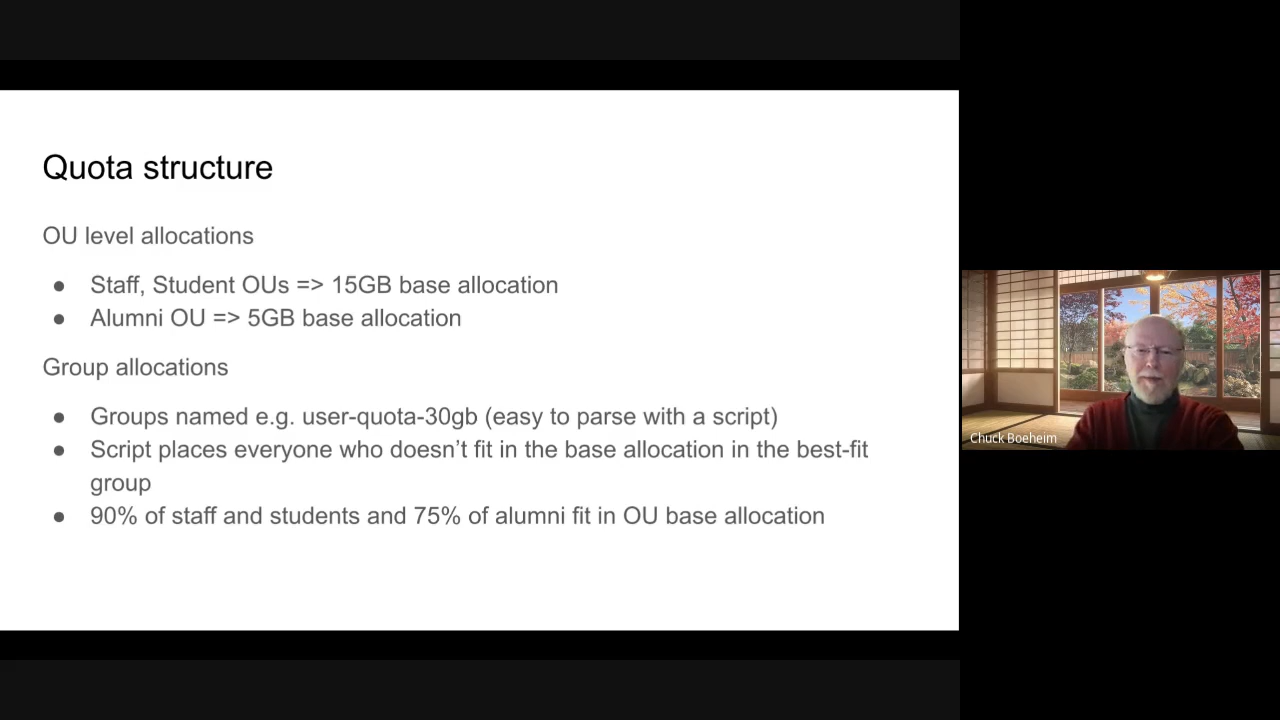 Quota structure
OU level allocations
● Staff, Student OUs => 15GB base allocation
● Alumni OU => 5GB base allocation
Group allocations
● Groups named e.g. user-quota-30gb (easy to parse with a script)
● Script places everyone who doesn’t fit in the base allocation in the best-fit
group
● 90% of staff and students and 75% of alumni fit in OU base allocation
Chuck Boeheim